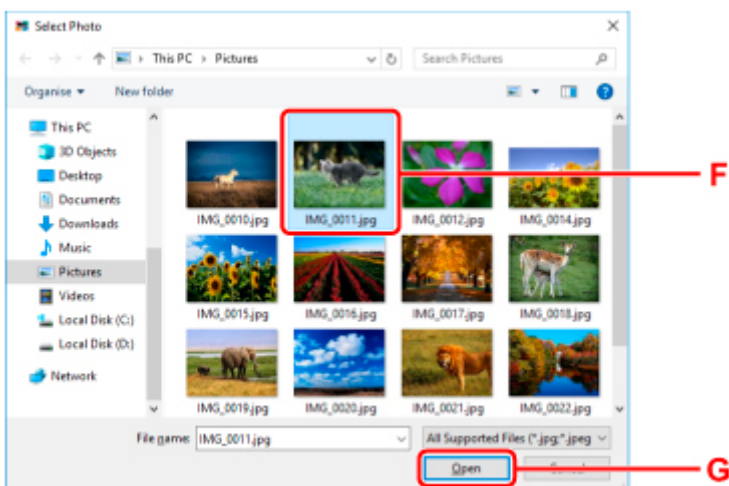 Select Photo
This PC > Pictures
Search Pictures
Organise
New folder
This PC
3D Objects
Desktop
Documents
Downloads
Music
Pictures
Videos
Local Disk (C:)
Local Disk (D:)
Network
IMG_0010.jpg
IMG_0011.jpg
IMG_0012.jpg
IMG_0014.jpg
IMG_0015.jpg
IMG_0016.jpg
IMG_0017.jpg
IMG_0018.jpg
IMG_0019.jpg
IMG_0020.jpg
IMG_0021.jpg
IMG_0022.jpg
F
File name: IMG_0011.jpg
All Supported Files (*.jpg;*.jpeg
Open
G